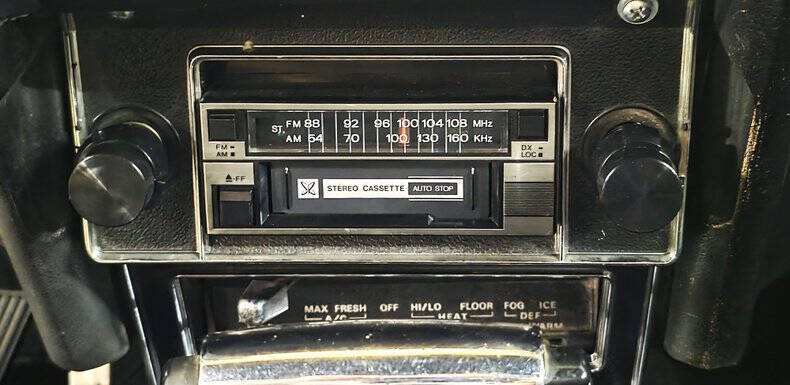 FM 88 92 96 100 104 108 MHz
ST.
AM 54 70 100 130 160 KHz
FM
AM
DX
LOC
▲-FF
STEREO CASSETTE AUTO STOP
MAX FRESH OFF HI/LO FLOOR FOG ICE
A/C HEAT DEF